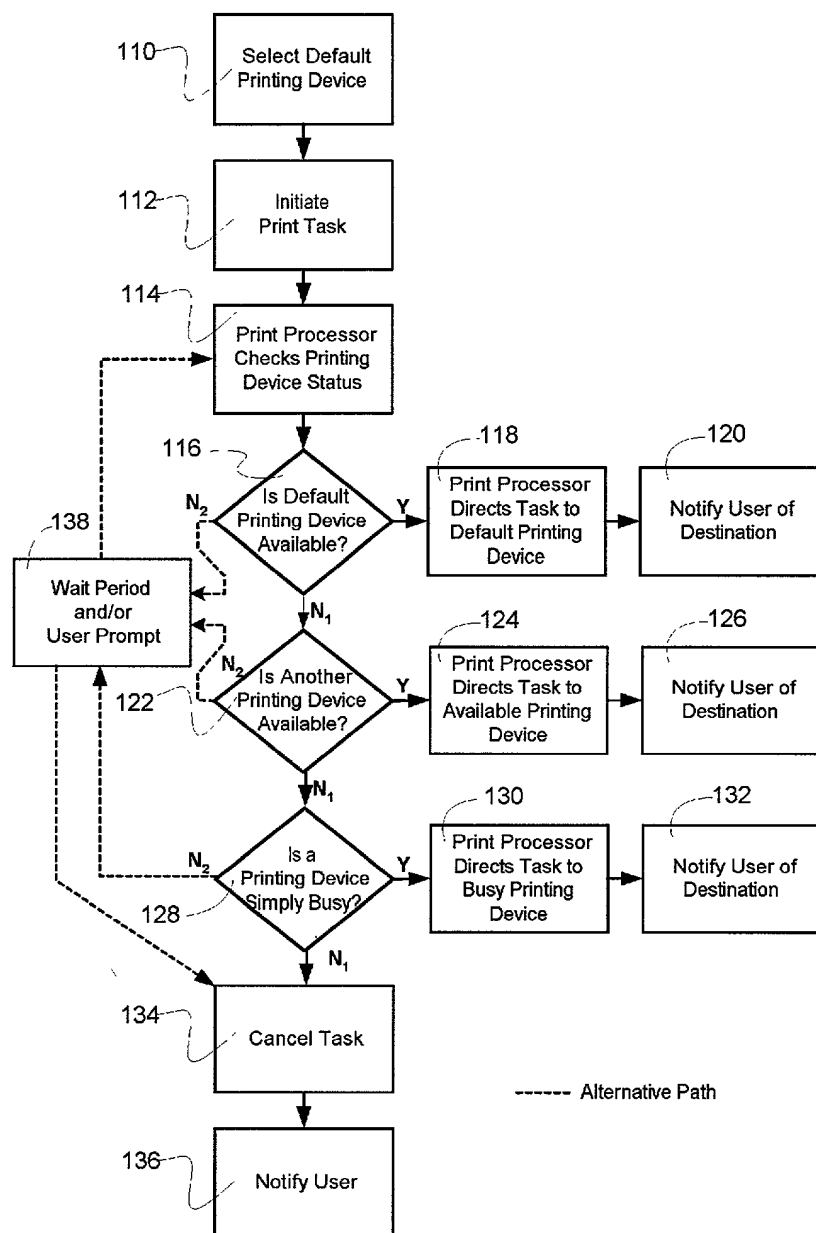 110
Select Default
Printing Device
112
Initiate
Print Task
114
Print Processor
Checks Printing
Device Status
116
Is Default
Printing Device
Available?
N2
Y
N1
118
Print Processor
Directs Task to
Default Printing
Device
120
Notify User of
Destination
138
Wait Period
and/or
User Prompt
122
Is Another
Printing Device
Available?
N2
Y
N1
124
Print Processor
Directs Task to
Available Printing
Device
126
Notify User of
Destination
128
Is a
Printing Device
Simply Busy?
N2
Y
N1
130
Print Processor
Directs Task to
Busy Printing
Device
132
Notify User of
Destination
134
Cancel Task
Alternative Path
136
Notify User